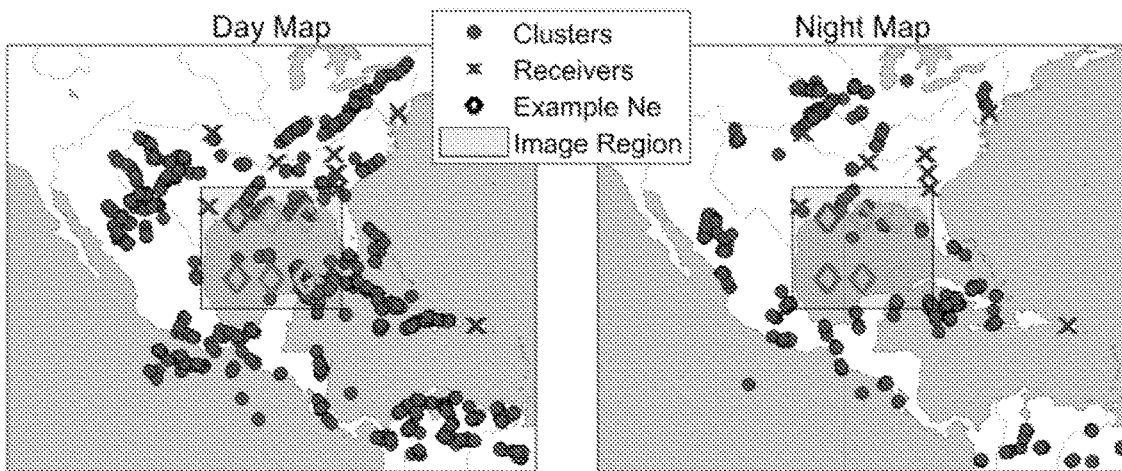 Day Map
Clusters
Receivers
Example Ne
Image Region
Night Map